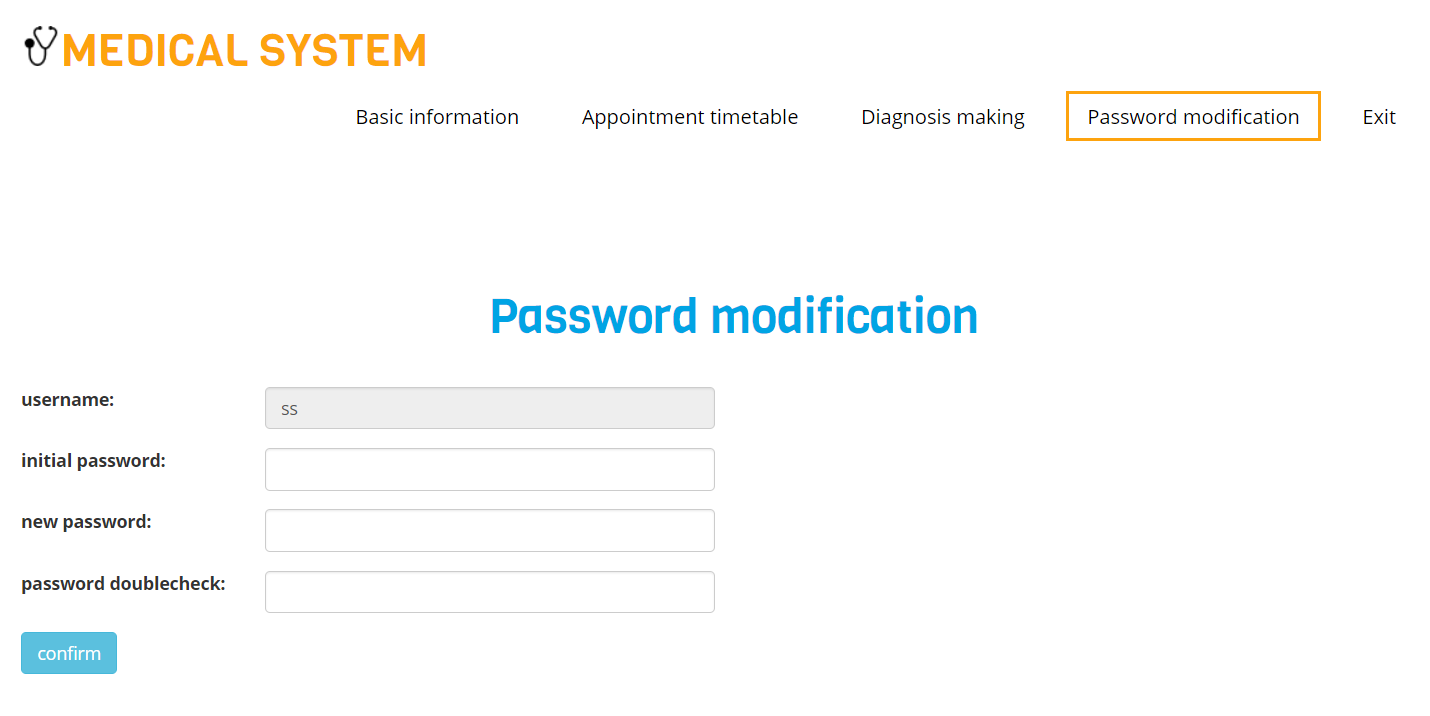 MEDICAL SYSTEM
Basic information Appointment timetable Diagnosis making Password modification Exit
Password modification
username: ss
initial password:
new password:
password doublecheck:
confirm